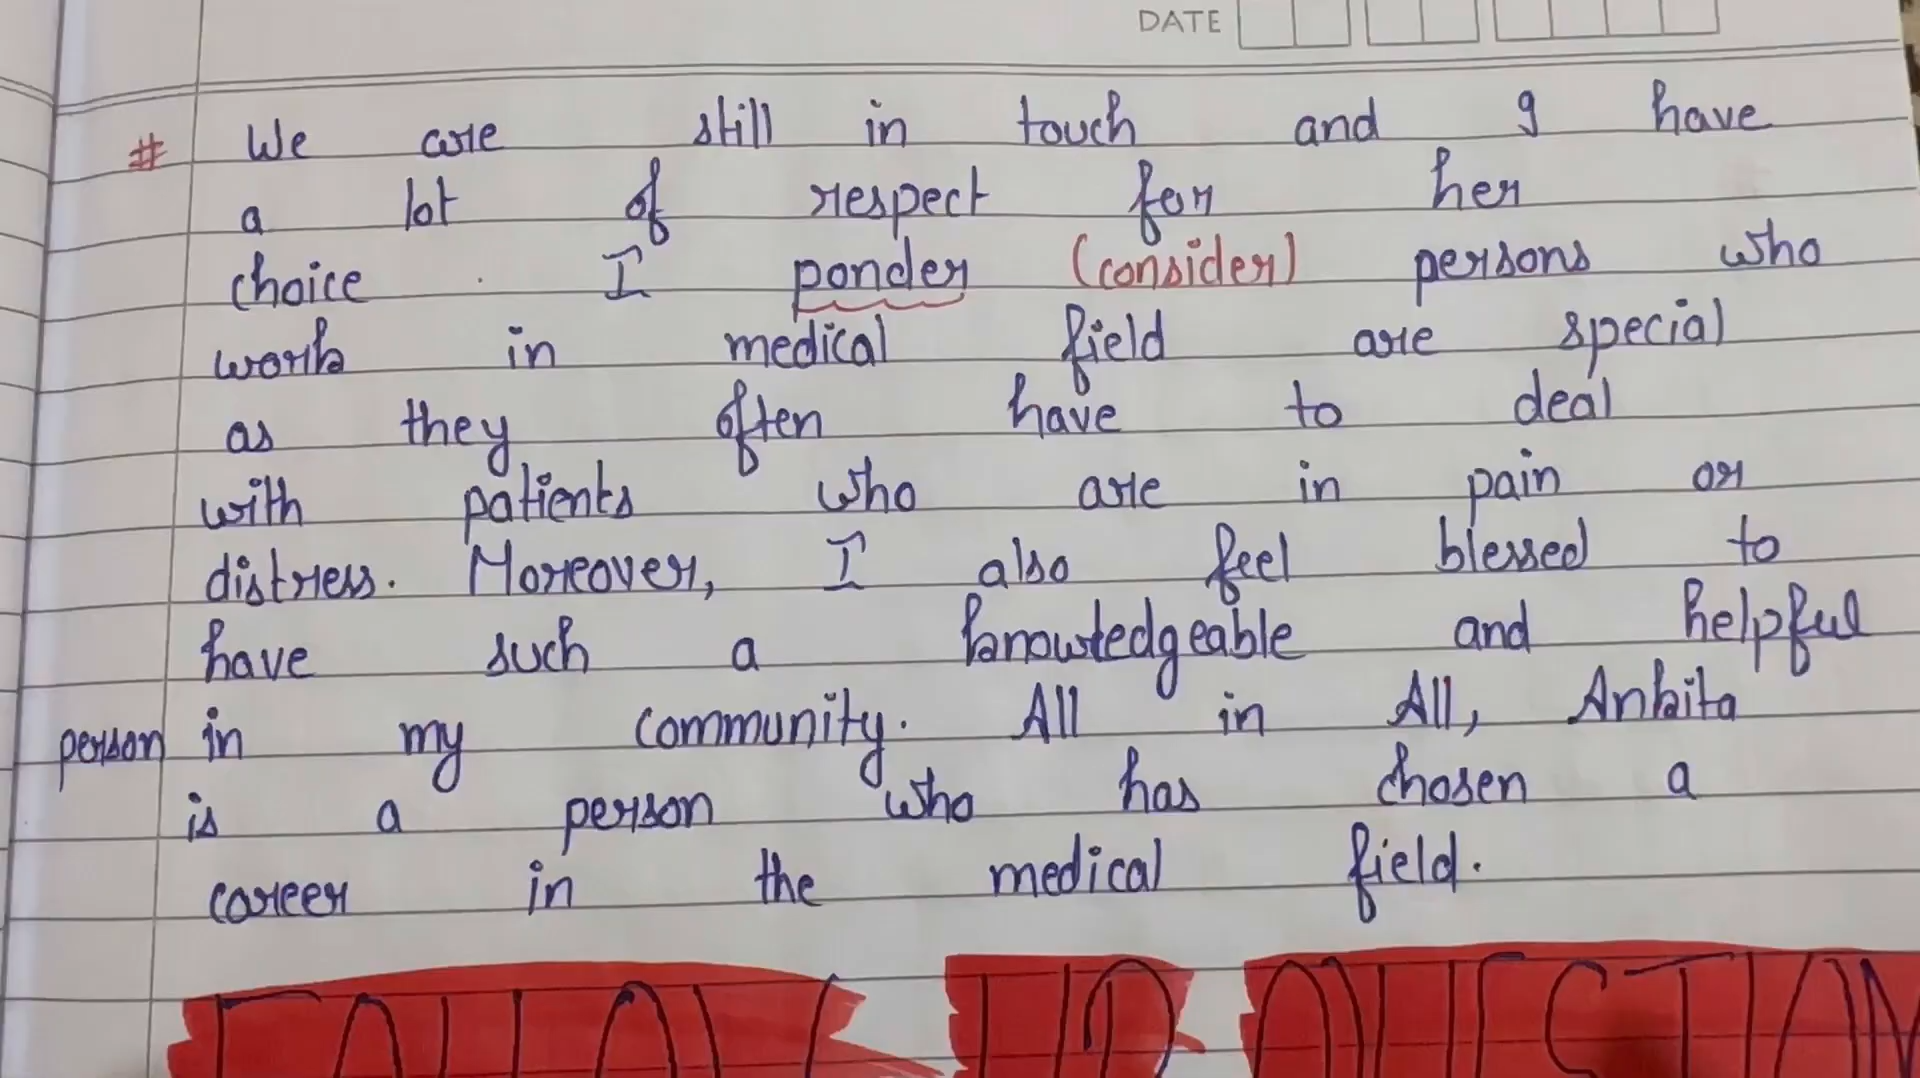 DATE
# We are still in touch and I have
a lot of respect for her
choice . I ponder (consider) persons who
work in medical field are special
as they often have to deal
with patients who are in pain or
distress. Moreover, I also feel blessed to
have such a knowledgeable and helpful
person in my community. All in All, Ankita
is a person who has chosen a
career in the medical field.
FOLLOW UP QUESTION